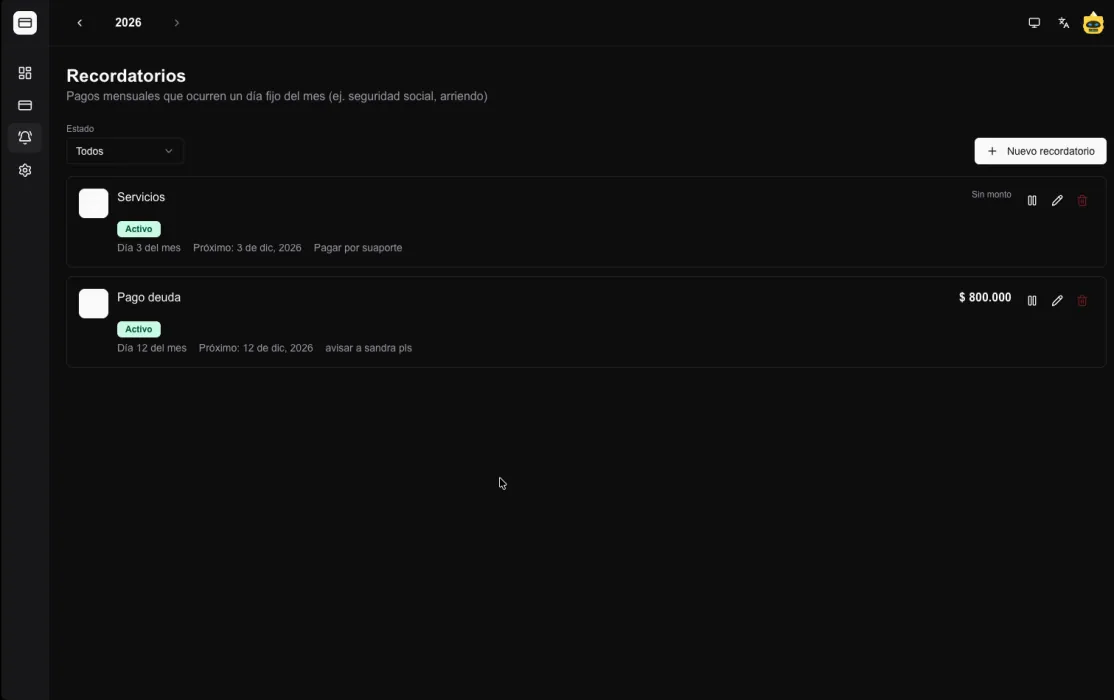 2026
Recordatorios
Pagos mensuales que ocurren un día fijo del mes (ej. seguridad social, arriendo)
Estado
Todos
Nuevo recordatorio
Servicios
Sin monto
Activo
Día 3 del mes Próximo: 3 de dic, 2026 Pagar por suaporte
Pago deuda
$ 800.000
Activo
Día 12 del mes Próximo: 12 de dic, 2026 avisar a sandra pls